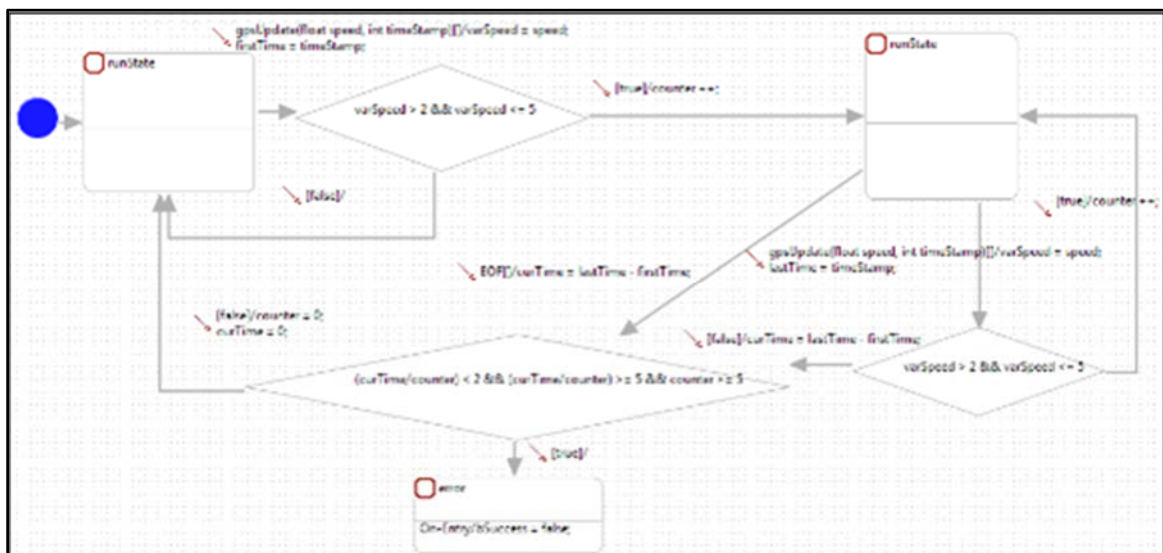 gpsUpdate(float speed, int timeStamp)[]/varSpeed = speed;
firstTime = timeStamp;
runState
runState
varSpeed > 2 && varSpeed <= 5
[true]/counter ++;
[false]/
[true]/counter ++;
gpsUpdate(float speed, int timeStamp)[]/varSpeed = speed;
lastTime = timeStamp;
EOF[]/curTime = lastTime - firstTime;
[false]/counter = 0;
curTime = 0;
[false]/curTime = lastTime - firstTime;
varSpeed > 2 && varSpeed <= 5
(curTime/counter) < 2 && (curTime/counter) >= 5 && counter >= 5
[true]/
error
On-Entry/bSuccess = false;